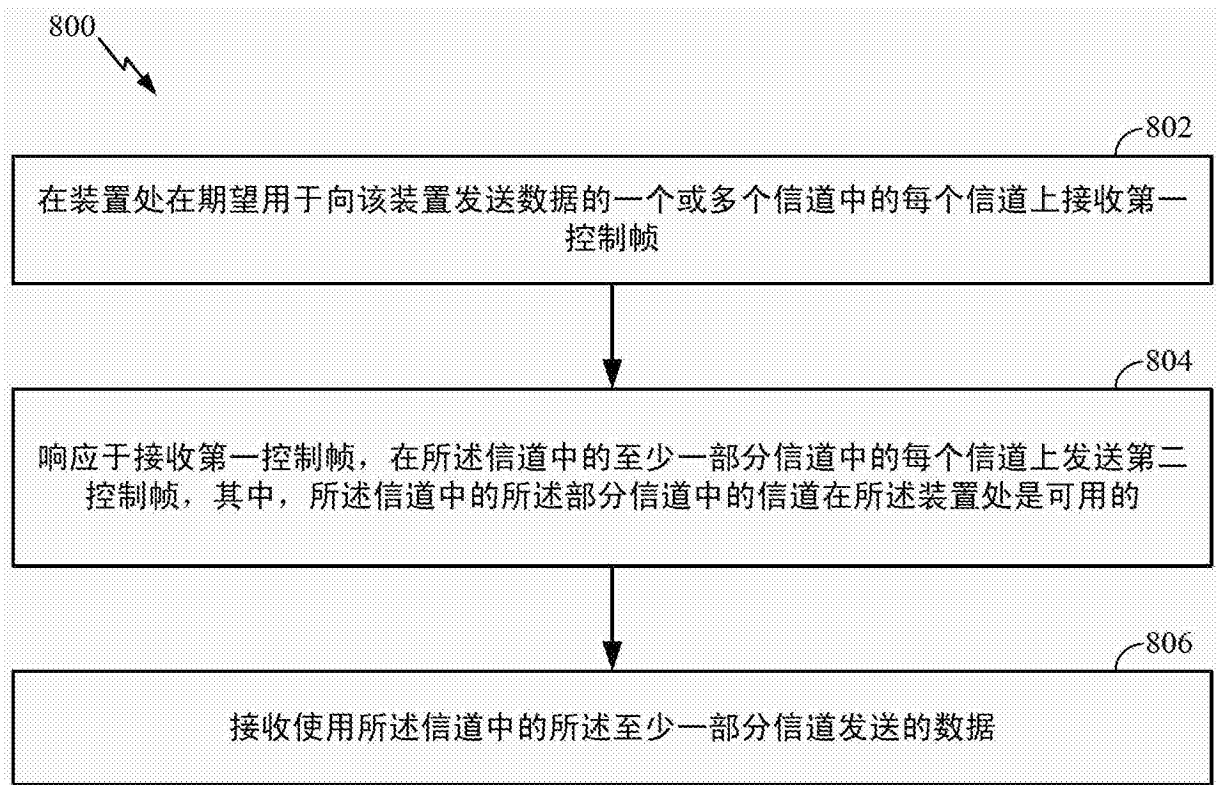 800
802
在装置处在期望用于向该装置发送数据的一个或多个信道中的每个信道上接收第一
控制帧
804
响应于接收第一控制帧，在所述信道中的至少一部分信道中的每个信道上发送第二
控制帧，其中，所述信道中的所述部分信道中的信道在所述装置处是可用的
806
接收使用所述信道中的所述至少一部分信道发送的数据